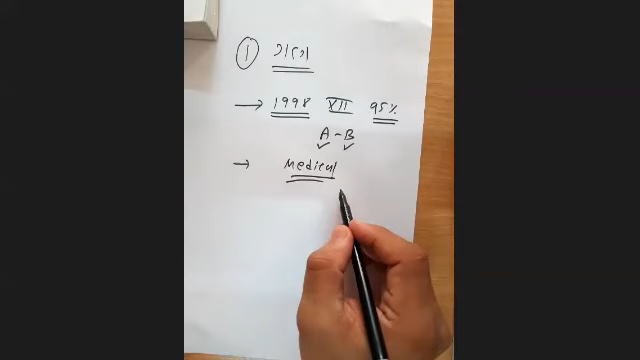 ①
→ 1998 XII 95%
A - B
✓ ✓
→ Medical